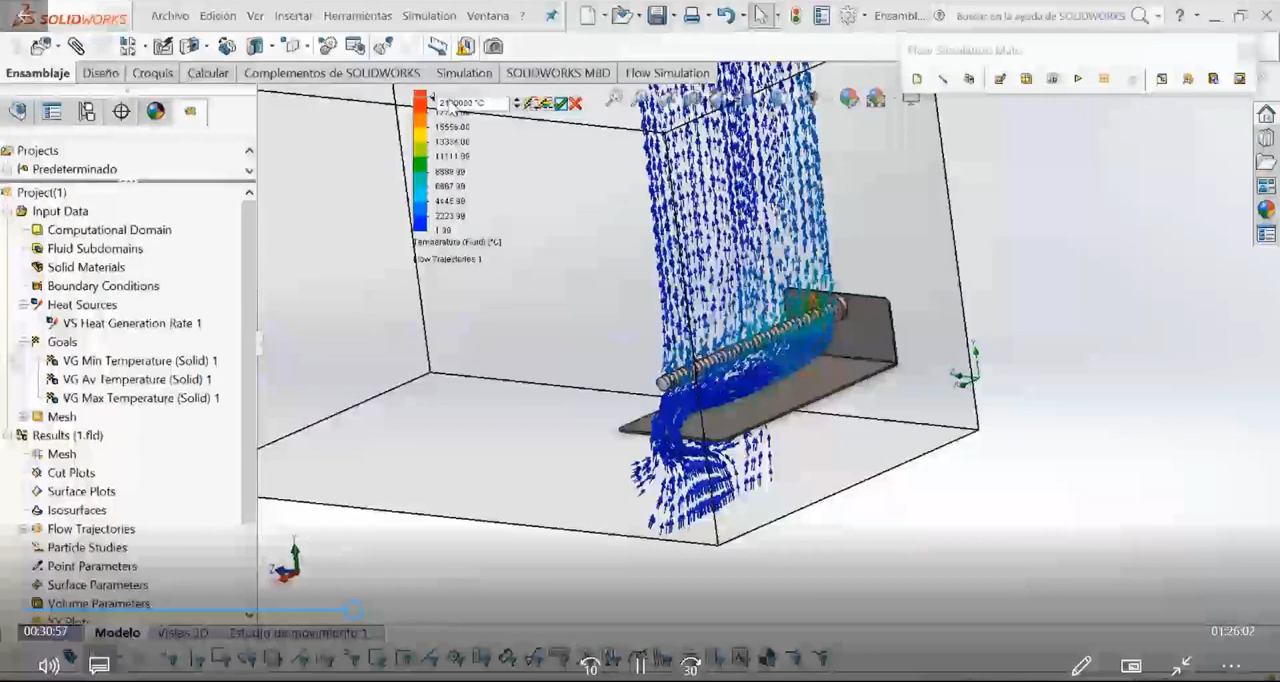 SOLIDWORKS Archivo Edición Ver Insertar Herramientas Simulation Ventana ? Ensambl... Buscar en la ayuda de SOLIDWORKS ?
Flow Simulation Main
Ensamblaje Diseño Croquis Calcular Complementos de SOLIDWORKS Simulation SOLIDWORKS MBD Flow Simulation
15556.00
11111.99
8889.99
6667.99
4445.99
2223.99
1.99
Temperature (Fluid) [°C]
Flow Trajectories 1
Projects
Predeterminado
Project(1)
Input Data
Computational Domain
Fluid Subdomains
Solid Materials
Boundary Conditions
Heat Sources
VS Heat Generation Rate 1
Goals
VG Min Temperature (Solid) 1
VG Av Temperature (Solid) 1
VG Max Temperature (Solid) 1
Mesh
Results (1.fld)
Mesh
Cut Plots
Surface Plots
Isosurfaces
Flow Trajectories
Particle Studies
Point Parameters
Surface Parameters
Volume Parameters
XY Plots
Y
Z
00:30:57 Modelo Vistas 3D Estudio de movimiento 1 01:26:02
10 30